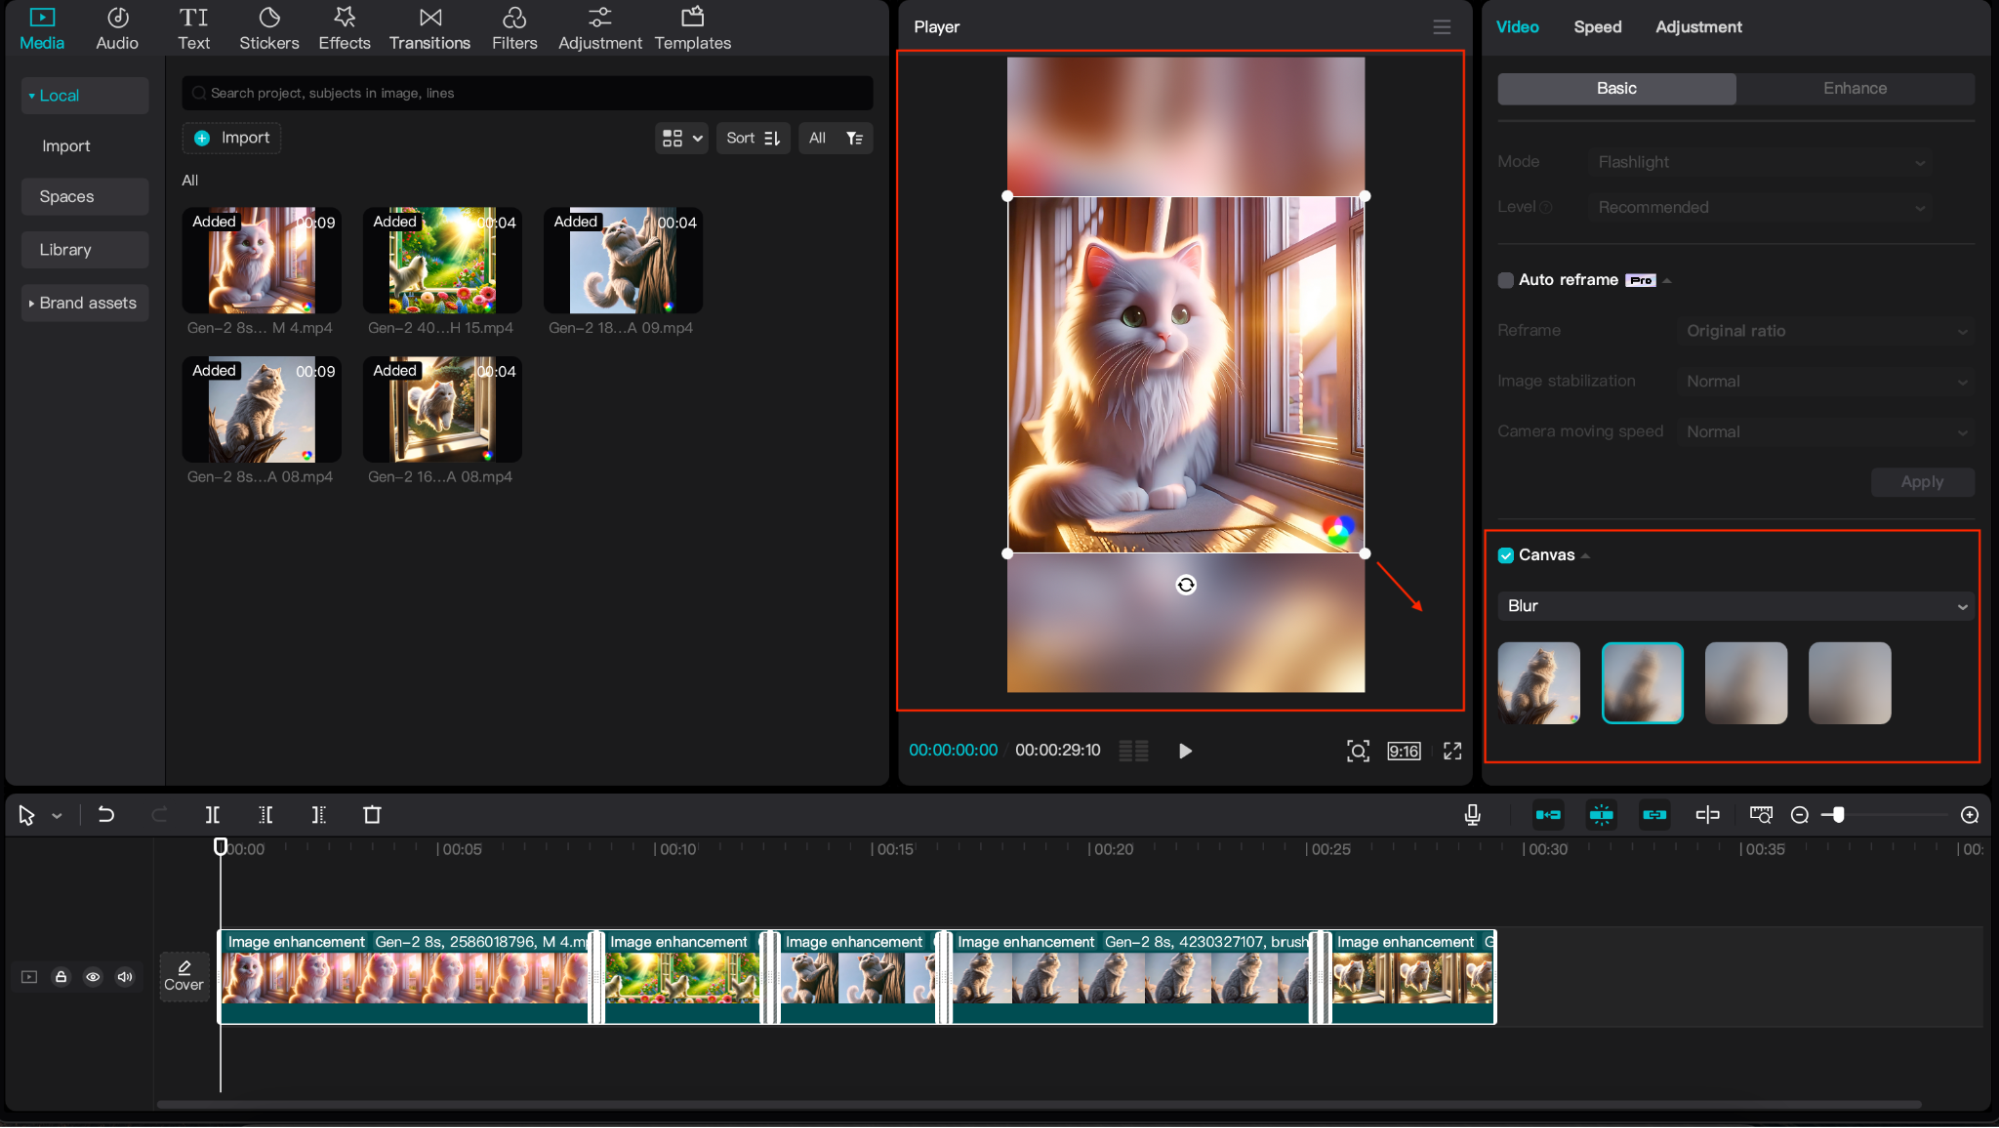 Media
Audio
Text
Stickers
Effects
Transitions
Filters
Adjustment
Templates
Local
Import
Spaces
Library
Brand assets
Search project, subjects in image, lines
Import
Sort
All
All
Added 00:09
Gen-2 8s... M 4.mp4
Added 00:04
Gen-2 40...H 15.mp4
Added 00:04
Gen-2 18...A 09.mp4
Added 00:09
Gen-2 8s...A 08.mp4
Added 00:04
Gen-2 16...A 08.mp4
Player
00:00:00:00 00:00:29:10
9:16
Video
Speed
Adjustment
Basic
Enhance
Mode Flashlight
Level Recommended
Auto reframe Pro
Reframe Original ratio
Image stabilization Normal
Camera moving speed Normal
Apply
Canvas
Blur
00:00 00:05 00:10 00:15 00:20 00:25 00:30 00:35 00:
Cover
Image enhancement Gen-2 8s, 2586018796, M 4.m
Image enhancement
Image enhancement
Image enhancement Gen-2 8s, 4230327107, brush
Image enhancement G